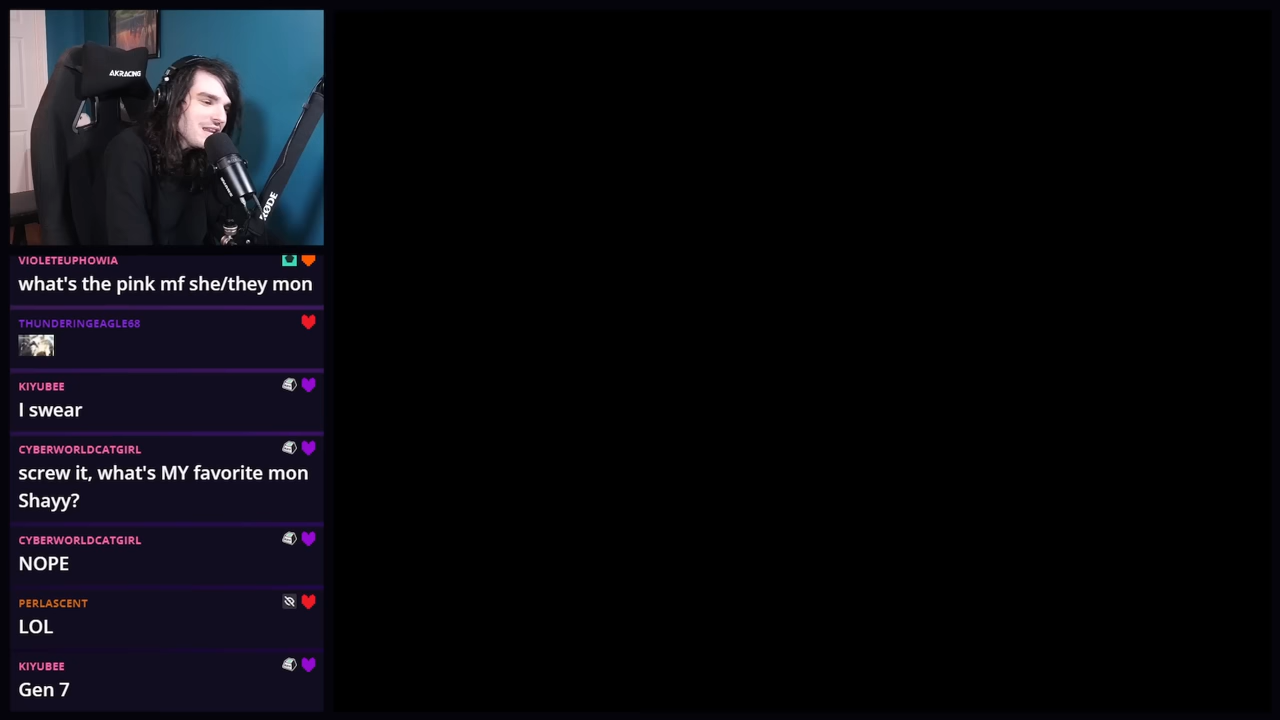 AKRACING
RØDE
VIOLETEUPHOWIA
what's the pink mf she/they mon
THUNDERINGEAGLE68
KIYUBEE
I swear
CYBERWORLDCATGIRL
screw it, what's MY favorite mon
Shayy?
CYBERWORLDCATGIRL
NOPE
PERLASCENT
LOL
KIYUBEE
Gen 7